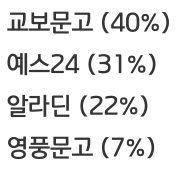 교보문고 (40%)
예스24 (31%)
알라딘 (22%)
영풍문고 (7%)